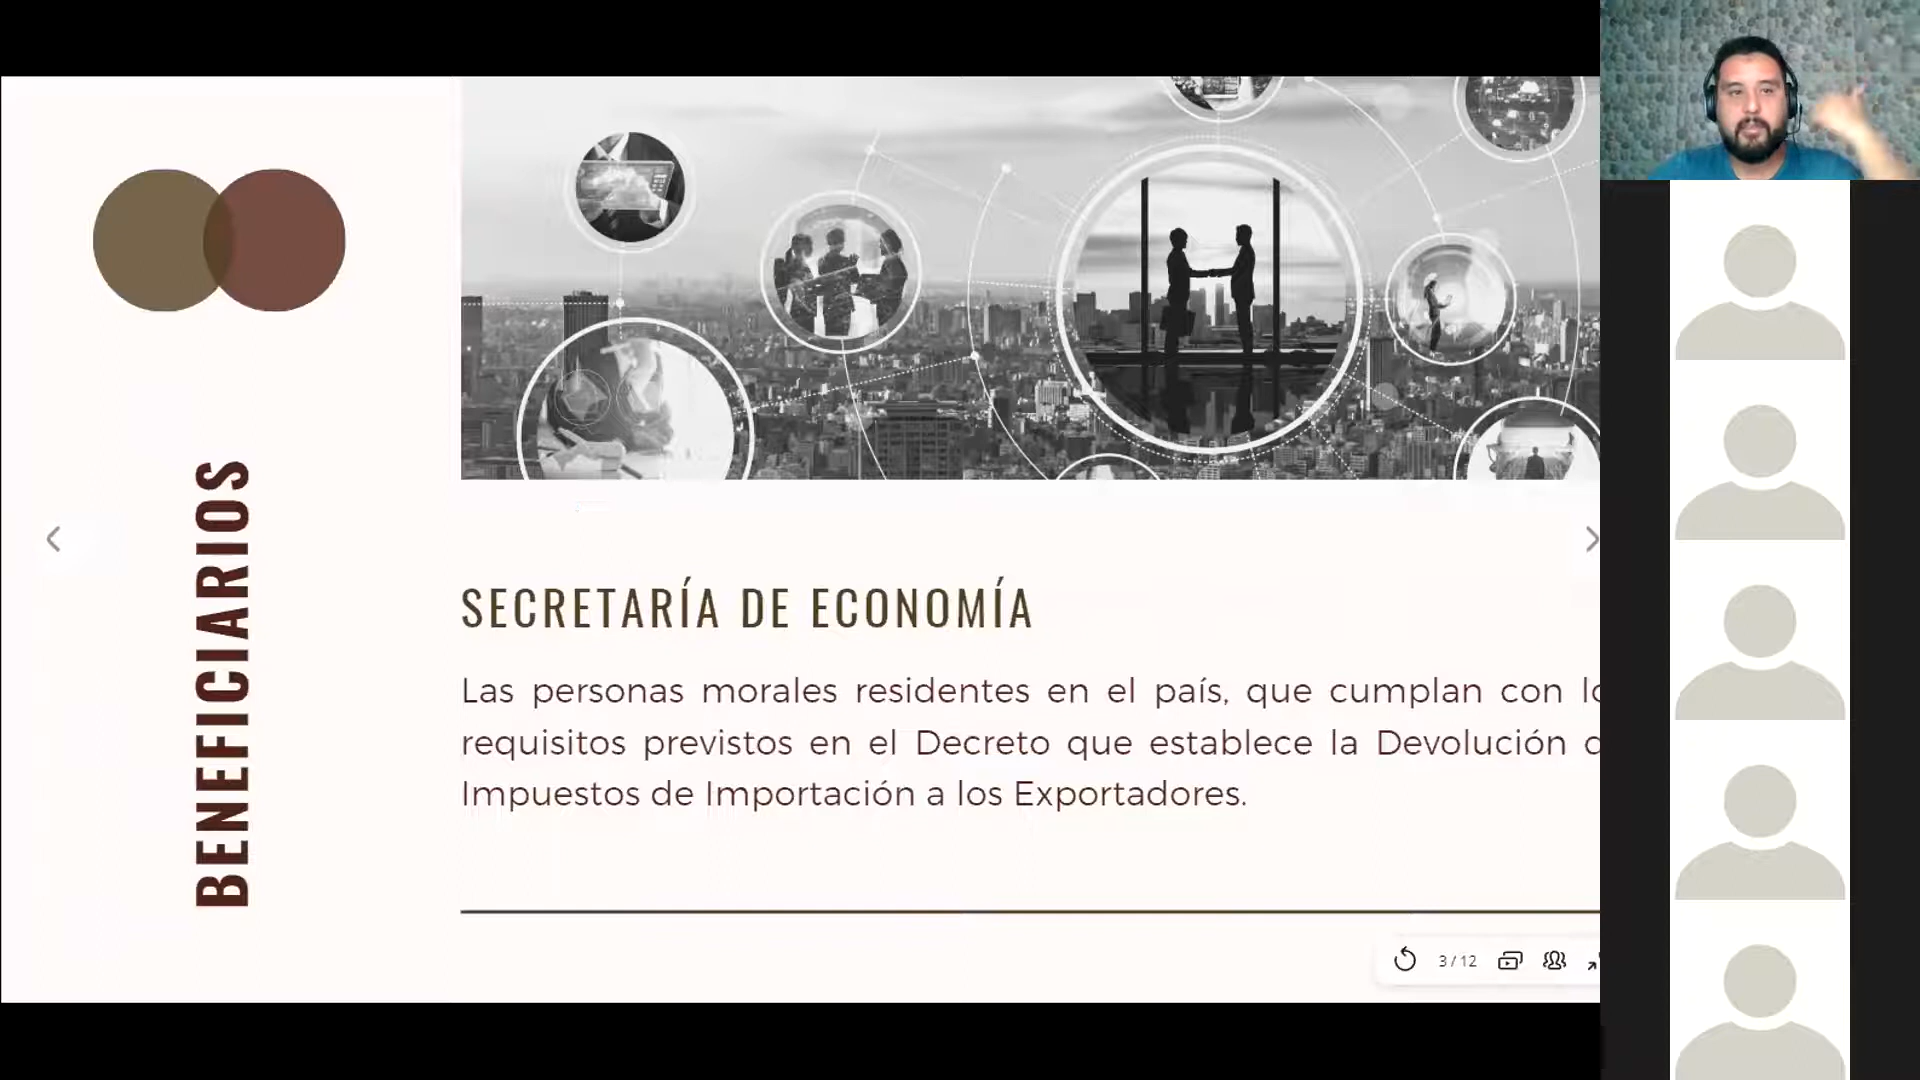 BENEFICIARIOS
SECRETARÍA DE ECONOMÍA
Las personas morales residentes en el país, que cumplan con
requisitos previstos en el Decreto que establece la Devolución
Impuestos de Importación a los Exportadores.
3 / 12